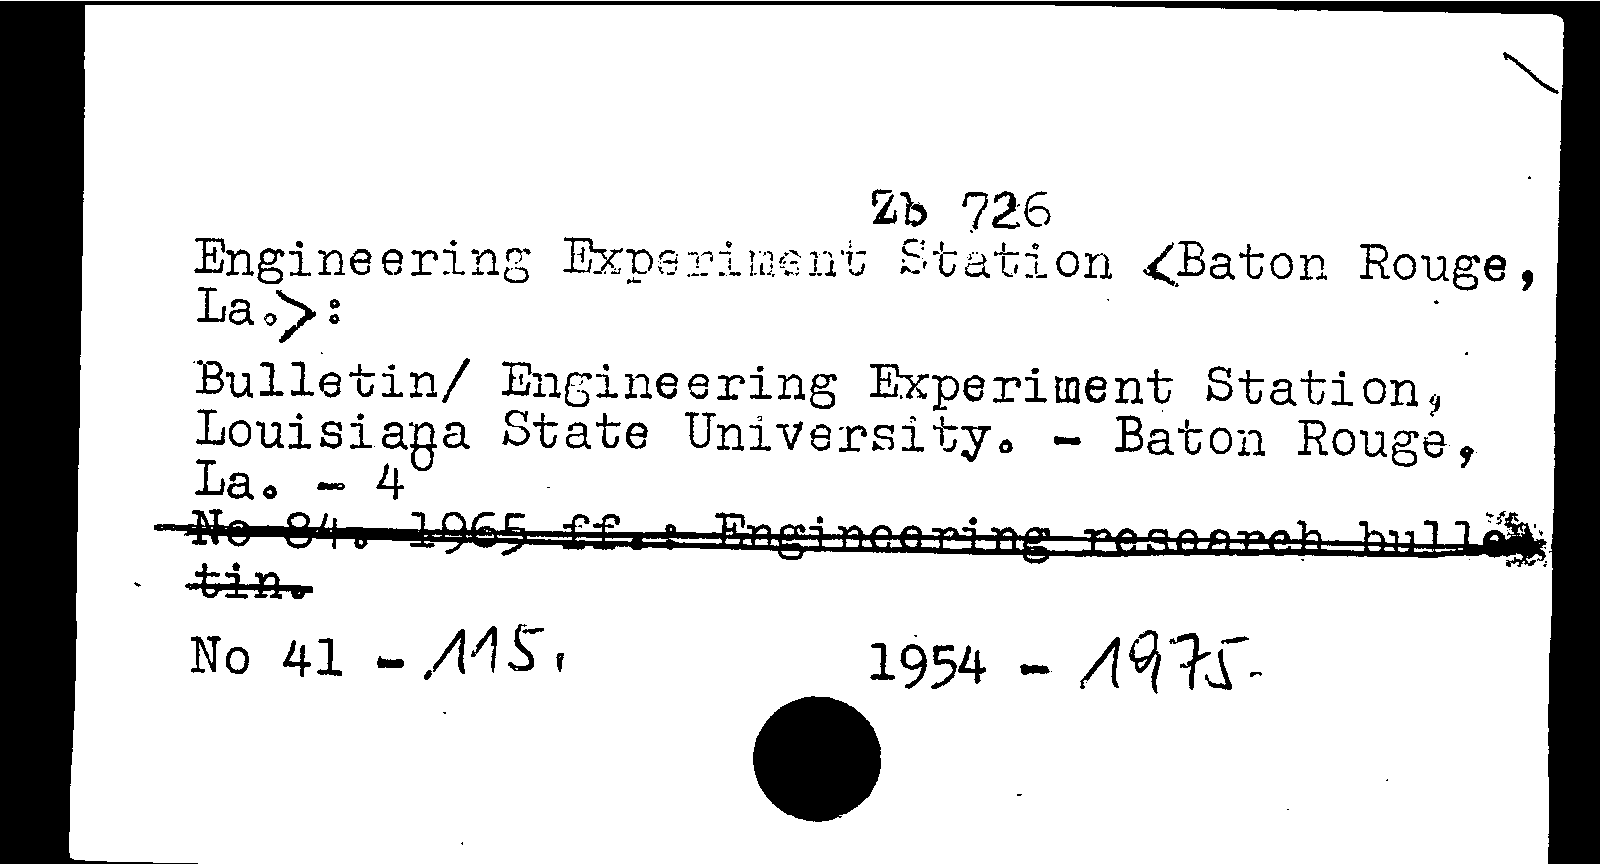 Zb 726
Engineering Experiment Station <Baton Rouge,
La.>:
Bulletin/ Engineering Experiment Station,
Louisiana State University. - Baton Rouge,
La. - 4°
No 84. 1965 ff.: Engineering research bulle
tin.
No 41 - 115. 1954 - 1975.